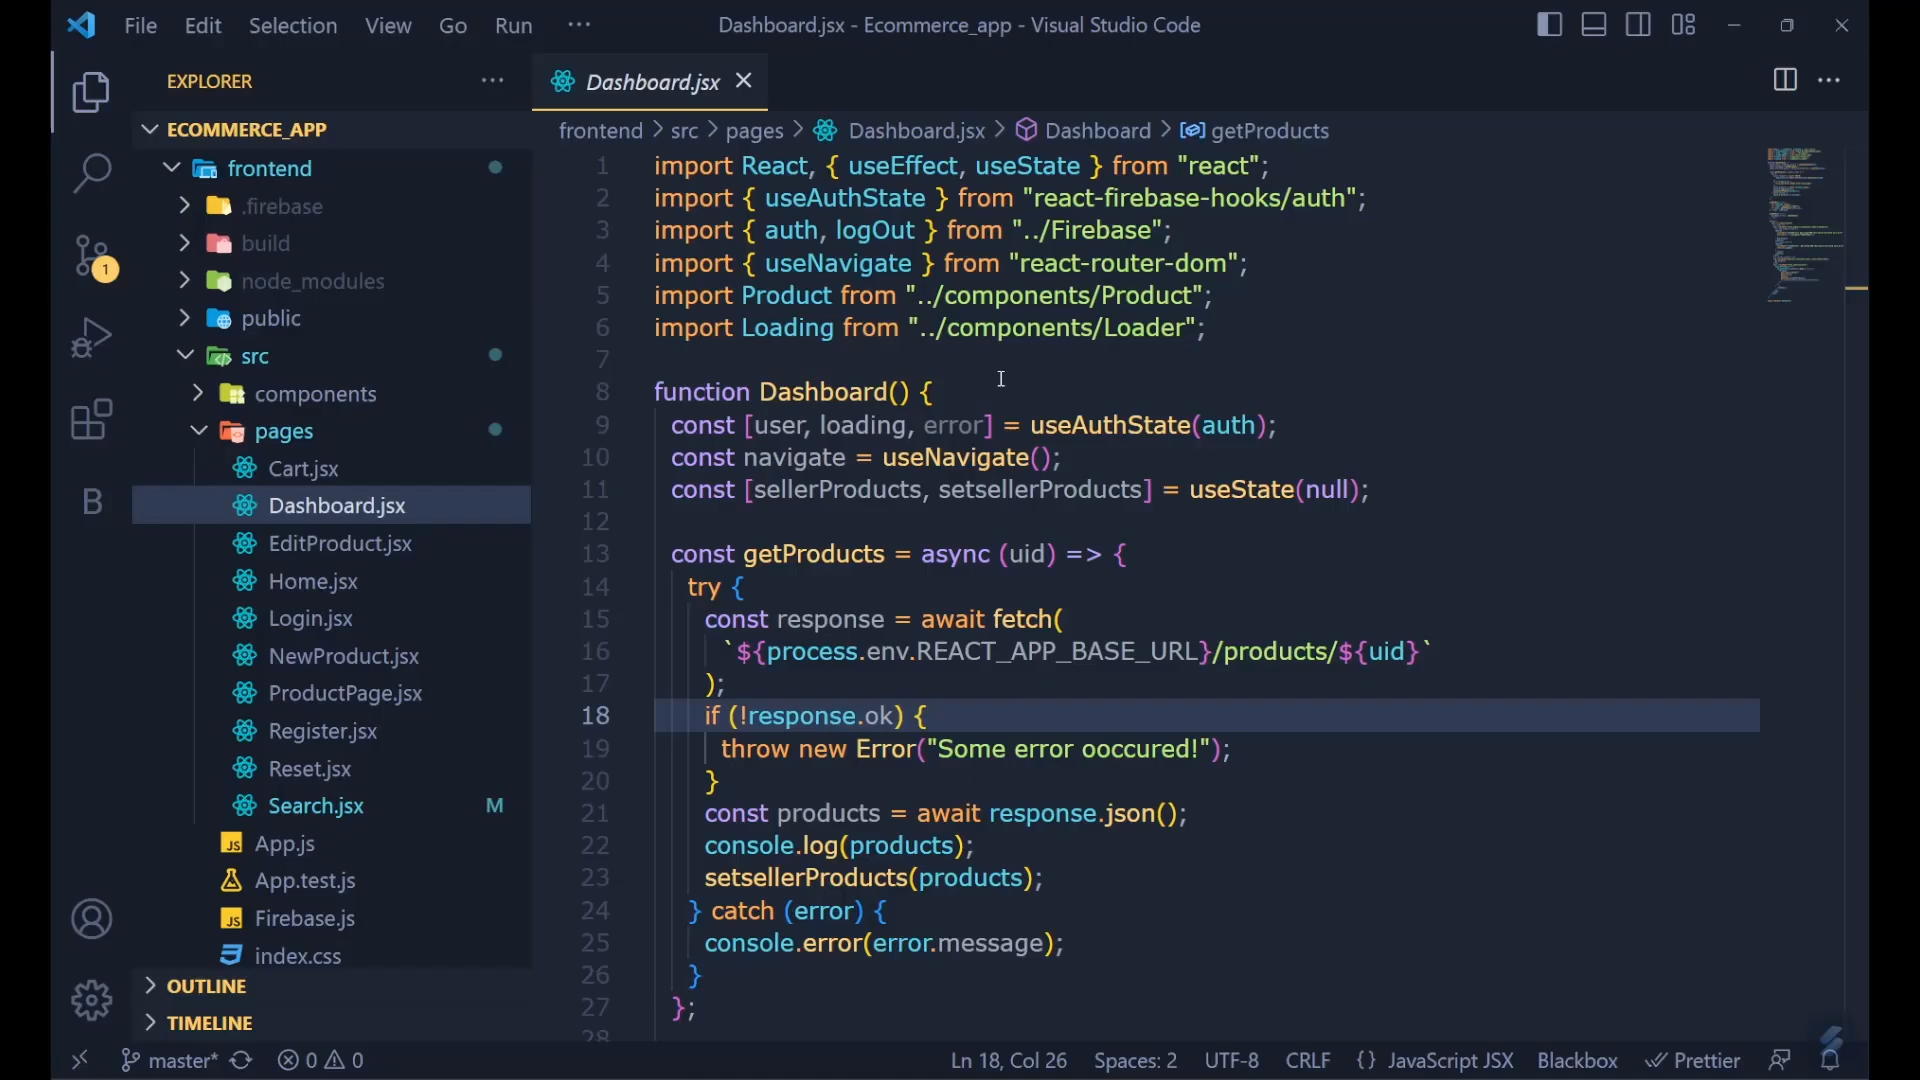 File Edit Selection View Go Run ··· Dashboard.jsx - Ecommerce_app - Visual Studio Code
EXPLORER ···
Dashboard.jsx
ECOMMERCE_APP
frontend
.firebase
build
node_modules
public
src
components
pages
Cart.jsx
Dashboard.jsx
EditProduct.jsx
Home.jsx
Login.jsx
NewProduct.jsx
ProductPage.jsx
Register.jsx
Reset.jsx
Search.jsx M
App.js
App.test.js
Firebase.js
index.css
OUTLINE
TIMELINE
1
B
frontend > src > pages > Dashboard.jsx > Dashboard > getProducts
1 import React, { useEffect, useState } from "react";
2 import { useAuthState } from "react-firebase-hooks/auth";
3 import { auth, logOut } from "../Firebase";
4 import { useNavigate } from "react-router-dom";
5 import Product from "../components/Product";
6 import Loading from "../components/Loader";
7
8 function Dashboard() {
9 const [user, loading, error] = useAuthState(auth);
10 const navigate = useNavigate();
11 const [sellerProducts, setsellerProducts] = useState(null);
12
13 const getProducts = async (uid) => {
14 try {
15 const response = await fetch(
16 `${process.env.REACT_APP_BASE_URL}/products/${uid}`
17 );
18 if (!response.ok) {
19 throw new Error("Some error ooccured!");
20 }
21 const products = await response.json();
22 console.log(products);
23 setsellerProducts(products);
24 } catch (error) {
25 console.error(error.message);
26 }
27 };
28
master* 0 0 Ln 18, Col 26 Spaces: 2 UTF-8 CRLF {} JavaScript JSX Blackbox Prettier